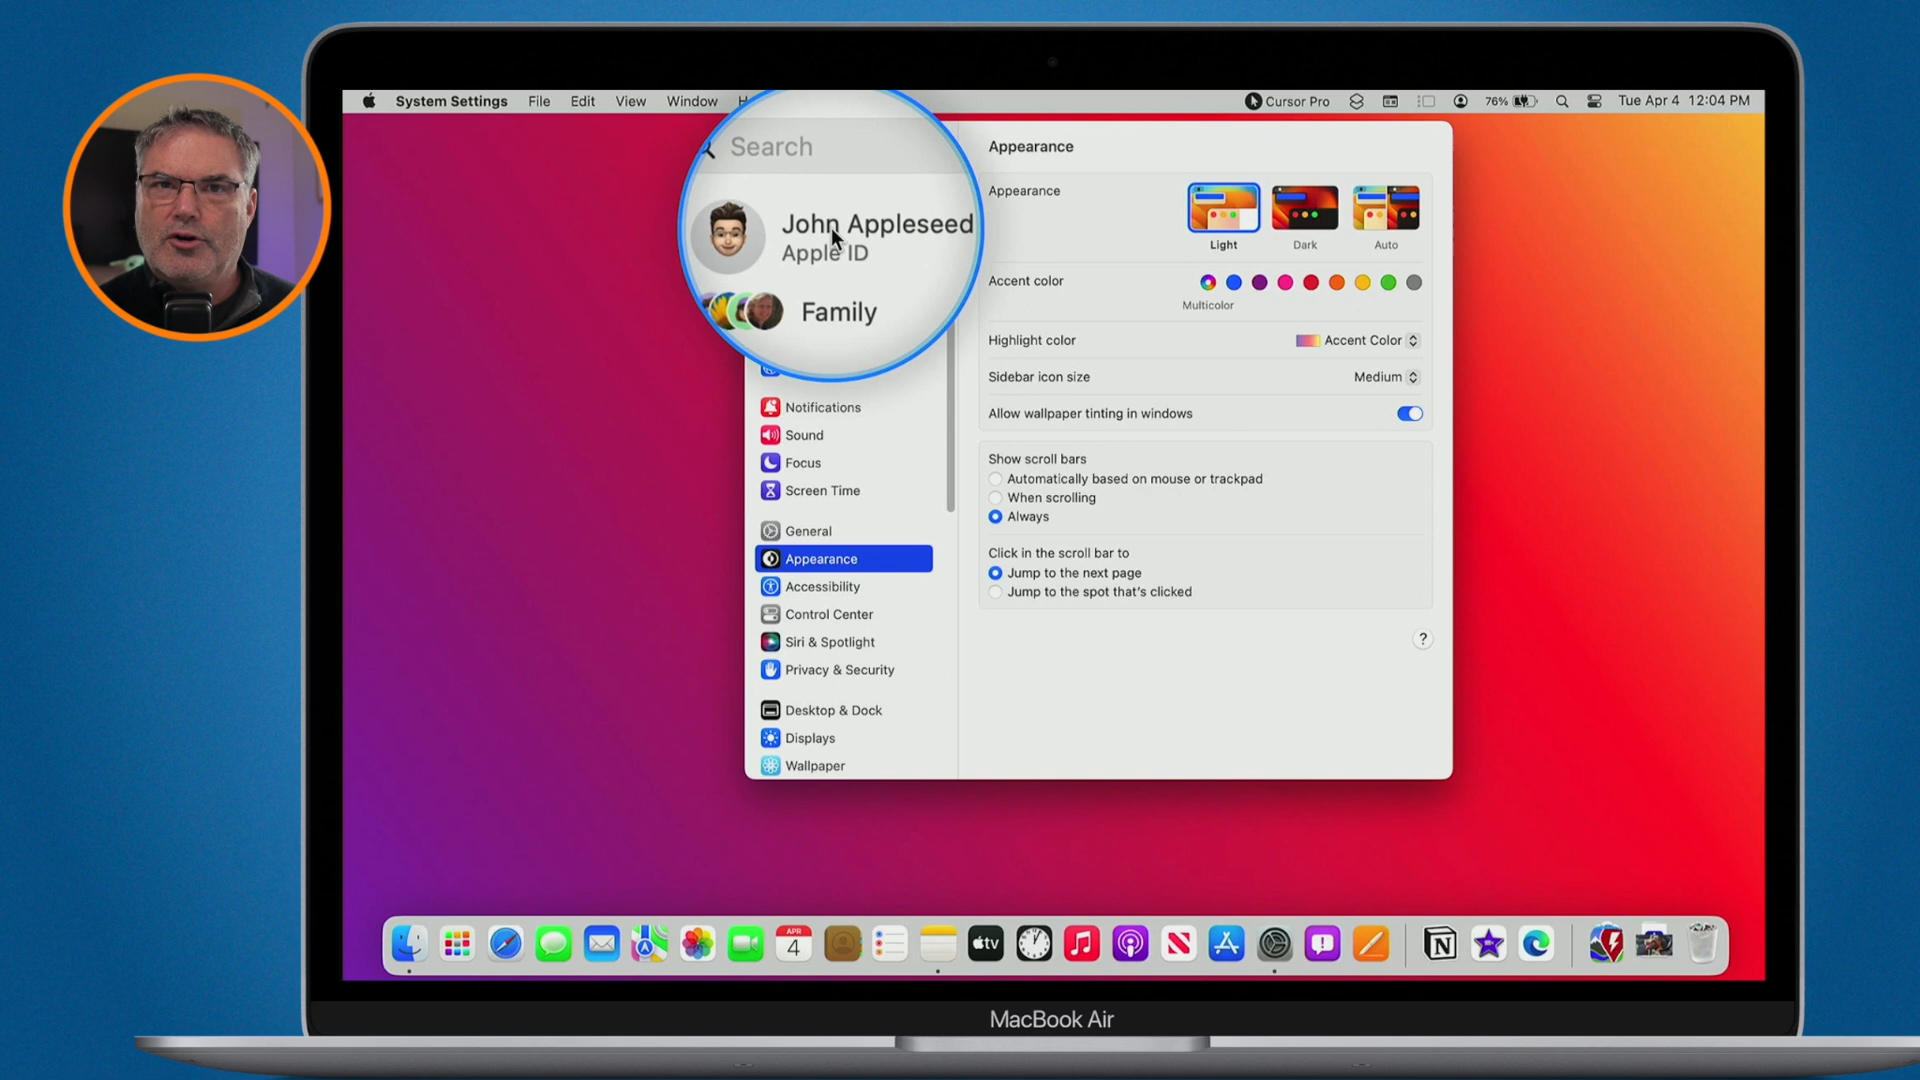 System Settings File Edit View Window H
Cursor Pro 76% Tue Apr 4 12:04 PM
Search
John Appleseed
Apple ID
Family
Notifications
Sound
Focus
Screen Time
General
Appearance
Accessibility
Control Center
Siri & Spotlight
Privacy & Security
Desktop & Dock
Displays
Wallpaper
Appearance
Appearance
Light Dark Auto
Accent color
Multicolor
Highlight color Accent Color
Sidebar icon size Medium
Allow wallpaper tinting in windows
Show scroll bars
Automatically based on mouse or trackpad
When scrolling
Always
Click in the scroll bar to
Jump to the next page
Jump to the spot that's clicked
?
APR
4
tv
MacBook Air